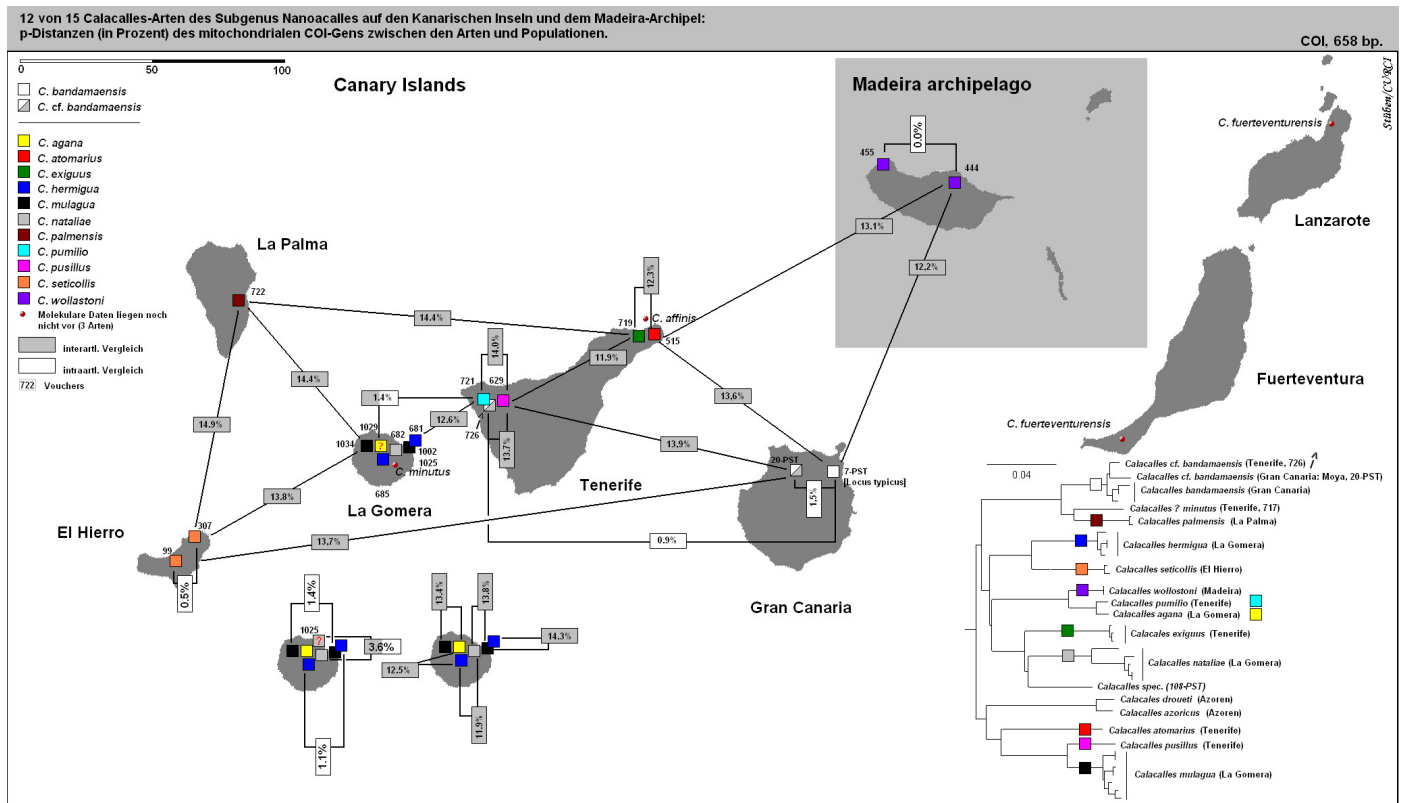 12 von 15 Calacalles-Arten des Subgenus Nanoacalles auf den Kanarischen Inseln und dem Madeira-Archipel:
p-Distanzen (in Prozent) des mitochondrialen COI-Gens zwischen den Arten und Populationen.
COI, 658 bp.
0 50 100
Canary Islands
Madeira archipelago
Stüben/CURCI
C. bandamaensis
C. cf. bandamaensis
C. agana
C. atomarius
C. exiguus
C. hermigua
C. mulagua
C. nataliae
C. palmensis
C. pumilio
C. pusillus
C. seticollis
C. wollastoni
Molekulare Daten liegen noch
nicht vor (3 Arten)
interartl. Vergleich
intraartl. Vergleich
722 Vouchers
0.0%
455
444
13.1%
12,2%
C. fuerteventurensis
Lanzarote
Fuerteventura
C. fuerteventurensis
La Palma
722
14.4%
14.4%
14.9%
12.3%
719
C. affinis
515
11.9%
14.0%
721 629
726
13.7%
Tenerife
1.4%
12.6%
1029
1034
682
681
?
1002
1025
C. minutus
685
La Gomera
13.8%
El Hierro
307
99
0.5%
13,7%
13,6%
13,9%
20-PST
7-PST
[Locus typicus]
1,5%
0.9%
Gran Canaria
1.4%
1025
?
3.6%
1.1%
13.4%
13.8%
14.3%
12.5%
11.9%
0.04
Calacalles cf. bandamaensis (Tenerife, 726)
Calacalles cf. bandamaensis (Gran Canaria: Moya, 20-PST)
Calacalles bandamaensis (Gran Canaria)
Calacalles ? minutus (Tenerife, 717)
Calacalles palmensis (La Palma)
Calacalles hermigua (La Gomera)
Calacalles seticollis (El Hierro)
Calacalles wollostoni (Madeira)
Calacalles pumilio (Tenerife)
Calacalles agana (La Gomera)
Calacalles exiguus (Tenerife)
Calacalles nataliae (La Gomera)
Calacalles spec. (108-PST)
Calacalles droueti (Azoren)
Calacalles azoricus (Azoren)
Calacalles atomarius (Tenerife)
Calacalles pusillus (Tenerife)
Calacalles mulagua (La Gomera)